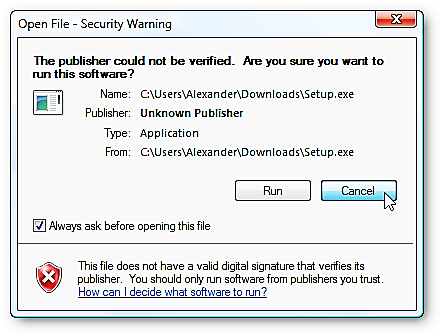 Open File - Security Warning
The publisher could not be verified. Are you sure you want to
run this software?
Name: C:\Users\Alexander\Downloads\Setup.exe
Publisher: Unknown Publisher
Type: Application
From: C:\Users\Alexander\Downloads\Setup.exe
Run Cancel
Always ask before opening this file
This file does not have a valid digital signature that verifies its
publisher. You should only run software from publishers you trust.
How can I decide what software to run?